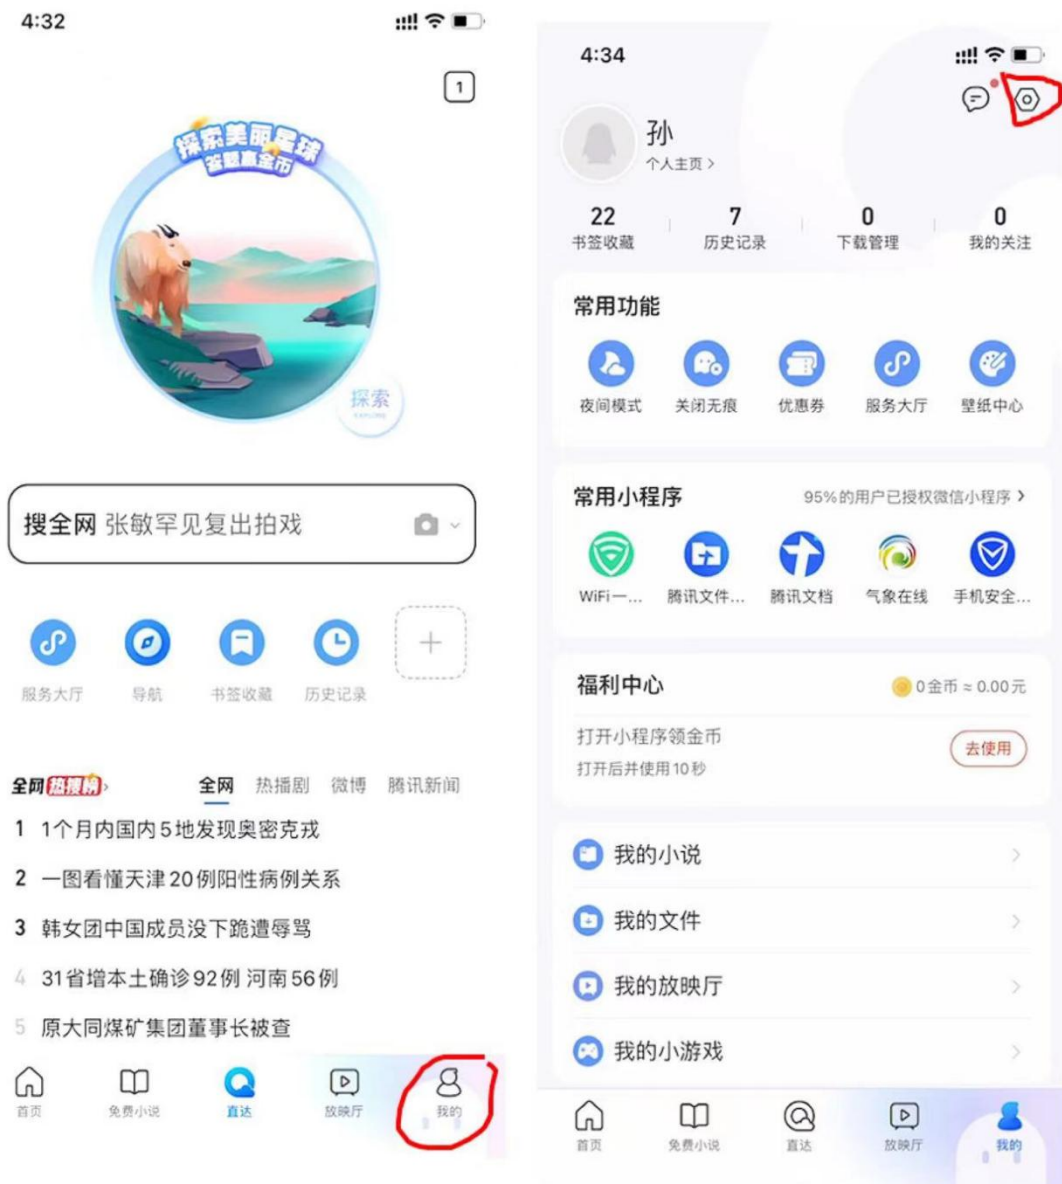 4:32
1
探索美丽星球
答题赢金币
探索
EXPLORE
搜全网 张敏罕见复出拍戏
服务大厅 导航 书签收藏 历史记录
全网热搜榜 全网 热播剧 微博 腾讯新闻
1 1个月内国内5地发现奥密克戎
2 一图看懂天津20例阳性病例关系
3 韩女团中国成员没下跪遭辱骂
4 31省增本土确诊92例 河南56例
5 原大同煤矿集团董事长被查
首页 免费小说 直达 放映厅 我的
4:34
孙
个人主页
22 7 0 0
书签收藏 历史记录 下载管理 我的关注
常用功能
夜间模式 关闭无痕 优惠券 服务大厅 壁纸中心
常用小程序 95%的用户已授权微信小程序
WiFi一... 腾讯文件... 腾讯文档 气象在线 手机安全...
福利中心 0金币≈0.00元
打开小程序领金币
打开后并使用10秒
去使用
我的小说
我的文件
我的放映厅
我的小游戏
首页 免费小说 直达 放映厅 我的